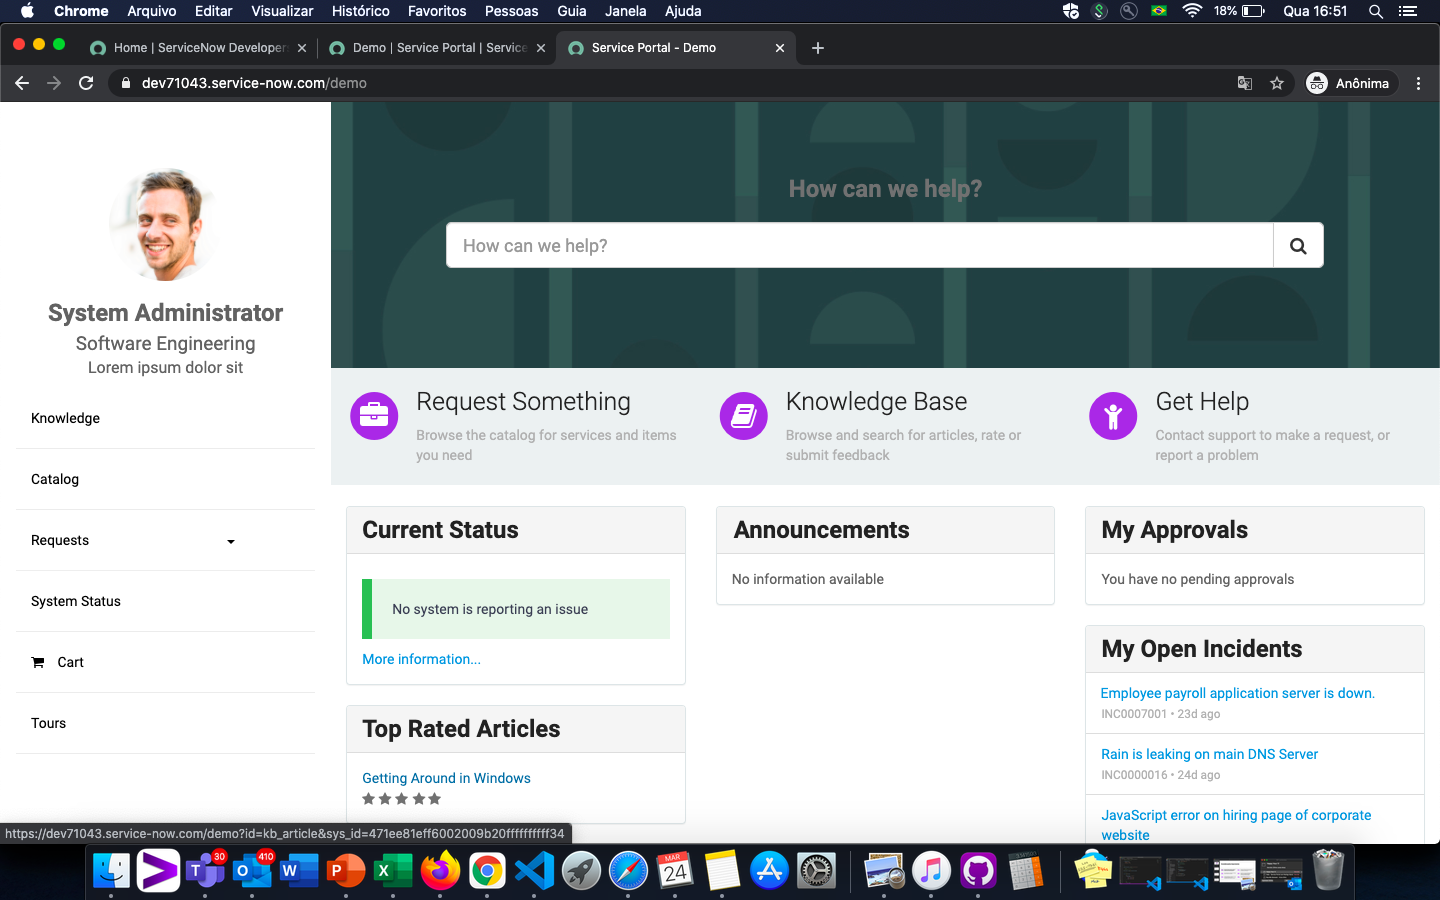 Chrome Arquivo Editar Visualizar Histórico Favoritos Pessoas Guia Janela Ajuda 18% Qua 16:51
Home | ServiceNow Developer
Demo | Service Portal | Service
Service Portal - Demo
dev71043.service-now.com/demo
Anônima
System Administrator
Software Engineering
Lorem ipsum dolor sit
Knowledge
Catalog
Requests
System Status
Cart
Tours
How can we help?
How can we help?
Request Something
Browse the catalog for services and items
you need
Knowledge Base
Browse and search for articles, rate or
submit feedback
Get Help
Contact support to make a request, or
report a problem
Current Status
No system is reporting an issue
More information...
Top Rated Articles
Getting Around in Windows
Announcements
No information available
My Approvals
You have no pending approvals
My Open Incidents
Employee payroll application server is down.
INC0007001 • 23d ago
Rain is leaking on main DNS Server
INC0000016 • 24d ago
JavaScript error on hiring page of corporate
website
https://dev71043.service-now.com/demo?id=kb_article&sys_id=471ee81eff6002009b20ffffffffff34
30
410
MAR
24